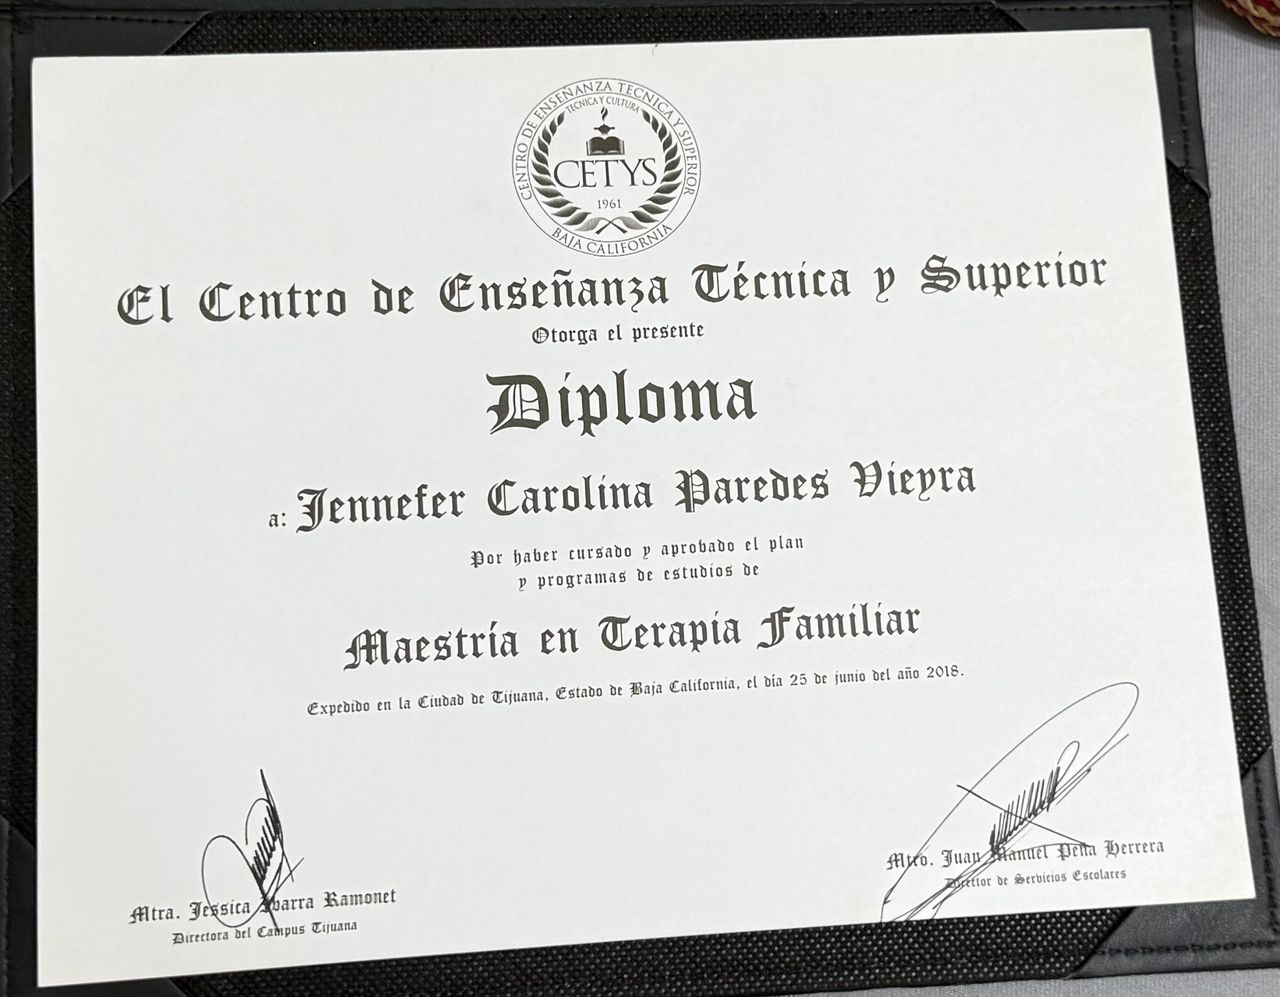 CENTRO DE ENSEÑANZA TECNICA Y SUPERIOR
TECNICA Y CULTURA
CETYS
1961
BAJA CALIFORNIA
El Centro de Enseñanza Técnica y Superior
Otorga el presente
Diploma
a: Jennefer Carolina Paredes Vieyra
Por haber cursado y aprobado el plan
y programas de estudios de
Maestría en Terapia Familiar
Expedido en la Ciudad de Tijuana, Estado de Baja California, el día 25 de junio del año 2018.
Mtra. Jessica Ibarra Ramonet
Directora del Campus Tijuana
Mtro. Juan Manuel Peña Herrera
Director de Servicios Escolares